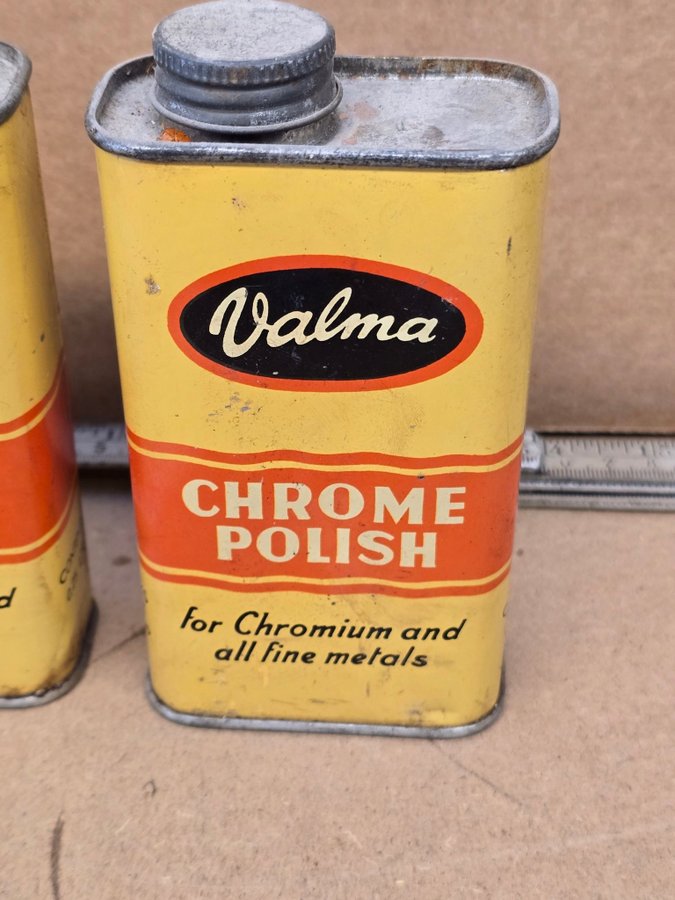 Valma
CHROME
POLISH
for Chromium and
all fine metals